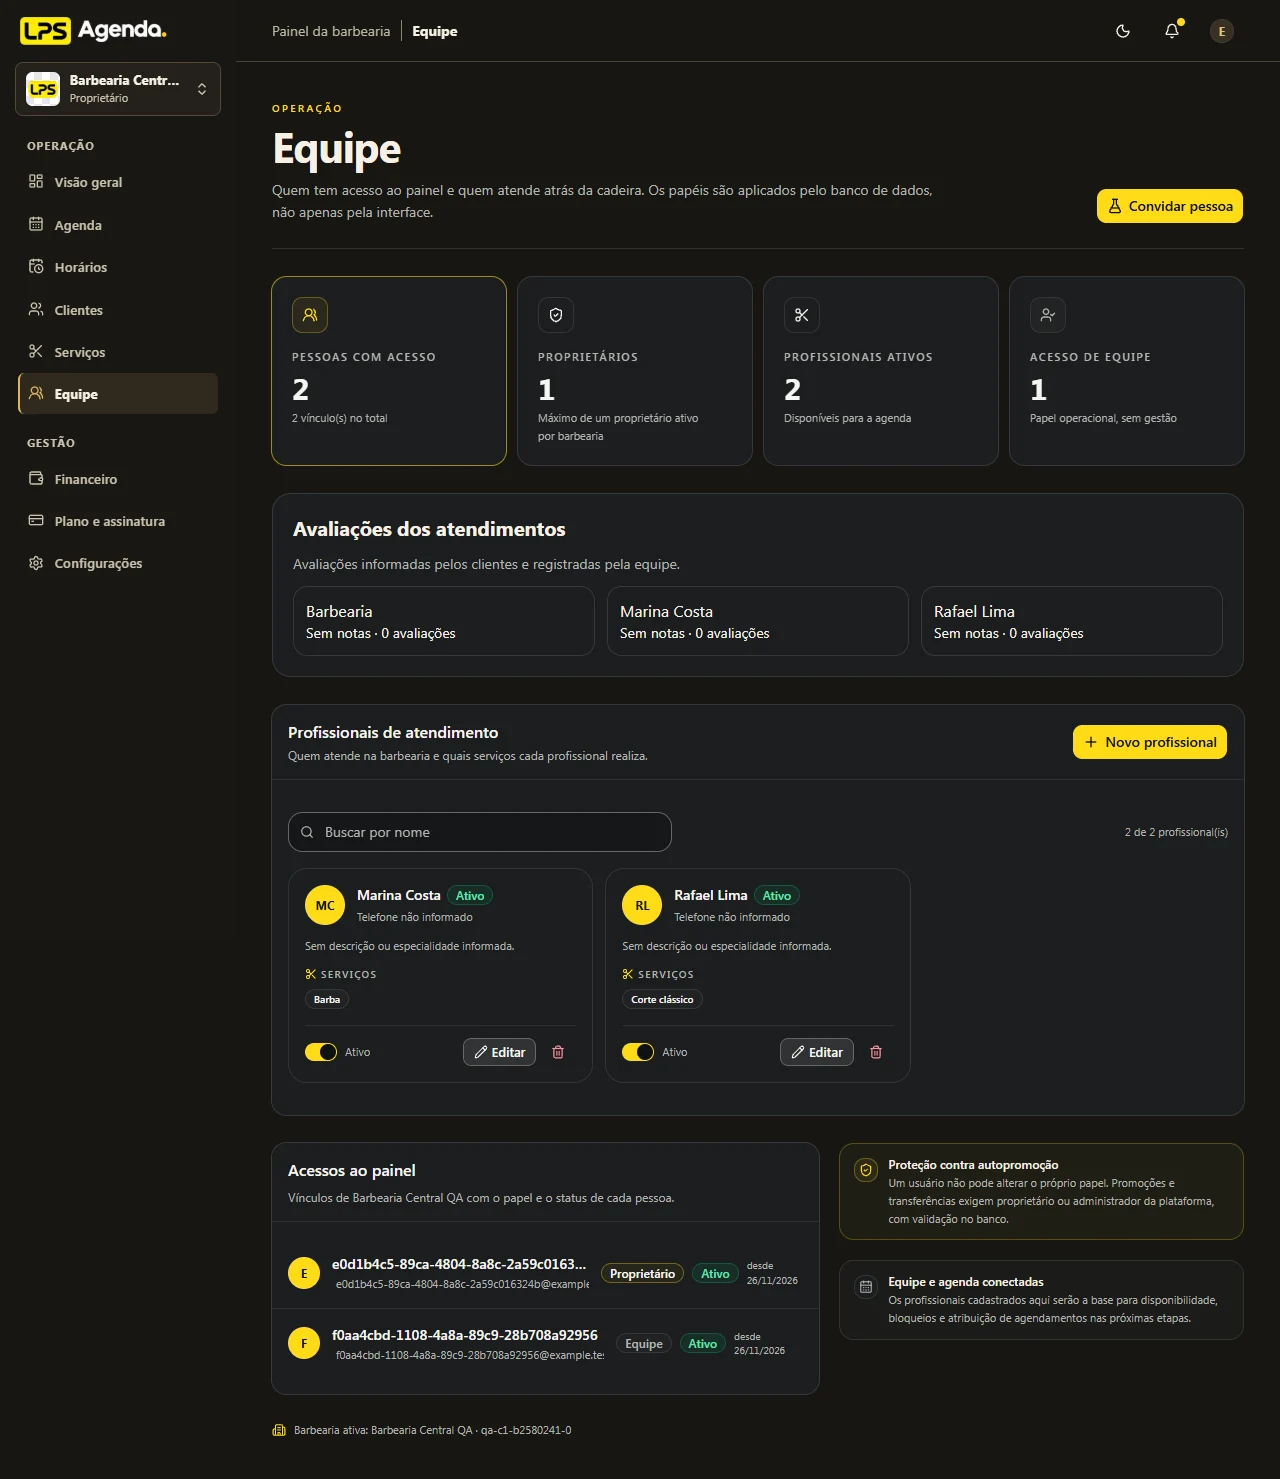 LPS Agenda.
LPS
Barbearia Centr...
Proprietário
OPERAÇÃO
Visão geral
Agenda
Horários
Clientes
Serviços
Equipe
GESTÃO
Financeiro
Plano e assinatura
Configurações
Painel da barbearia
Equipe
E
OPERAÇÃO
Equipe
Quem tem acesso ao painel e quem atende atrás da cadeira. Os papéis são aplicados pelo banco de dados,
não apenas pela interface.
Convidar pessoa
PESSOAS COM ACESSO
2
2 vínculo(s) no total
PROPRIETÁRIOS
1
Máximo de um proprietário ativo
por barbearia
PROFISSIONAIS ATIVOS
2
Disponíveis para a agenda
ACESSO DE EQUIPE
1
Papel operacional, sem gestão
Avaliações dos atendimentos
Avaliações informadas pelos clientes e registradas pela equipe.
Barbearia
Sem notas · 0 avaliações
Marina Costa
Sem notas · 0 avaliações
Rafael Lima
Sem notas · 0 avaliações
Profissionais de atendimento
Quem atende na barbearia e quais serviços cada profissional realiza.
Novo profissional
Buscar por nome
2 de 2 profissional(is)
MC
Marina Costa
Ativo
Telefone não informado
Sem descrição ou especialidade informada.
SERVIÇOS
Barba
Ativo
Editar
RL
Rafael Lima
Ativo
Telefone não informado
Sem descrição ou especialidade informada.
SERVIÇOS
Corte clássico
Ativo
Editar
Acessos ao painel
Vínculos de Barbearia Central QA com o papel e o status de cada pessoa.
E
e0d1b4c5-89ca-4804-8a8c-2a59c0163...
e0d1b4c5-89ca-4804-8a8c-2a59c016324b@example
Proprietário
Ativo
desde
26/11/2026
F
f0aa4cbd-1108-4a8a-89c9-28b708a92956
f0aa4cbd-1108-4a8a-89c9-28b708a92956@example.tes
Equipe
Ativo
desde
26/11/2026
Proteção contra autopromoção
Um usuário não pode alterar o próprio papel. Promoções e
transferências exigem proprietário ou administrador da plataforma,
com validação no banco.
Equipe e agenda conectadas
Os profissionais cadastrados aqui serão a base para disponibilidade,
bloqueios e atribuição de agendamentos nas próximas etapas.
Barbearia ativa: Barbearia Central QA · qa-c1-b2580241-0